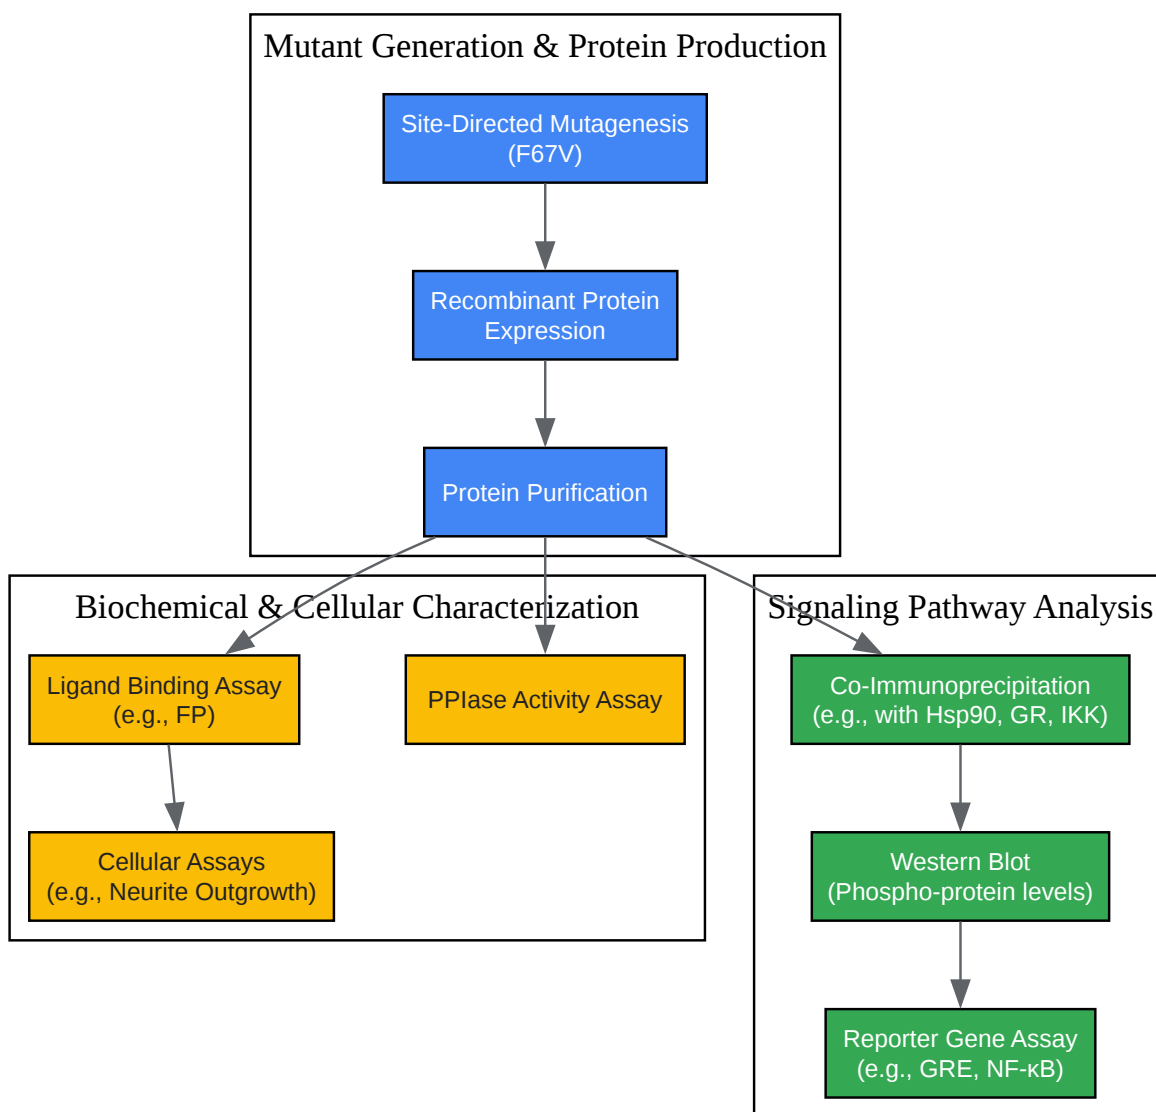 Mutant Generation & Protein Production
Site-Directed Mutagenesis
(F67V)
Recombinant Protein
Expression
Protein Purification
Biochemical & Cellular Characterization
Ligand Binding Assay
(e.g., FP)
PPIase Activity Assay
Cellular Assays
(e.g., Neurite Outgrowth)
Signaling Pathway Analysis
Co-Immunoprecipitation
(e.g., with Hsp90, GR, IKK)
Western Blot
(Phospho-protein levels)
Reporter Gene Assay
(e.g., GRE, NF-κB)